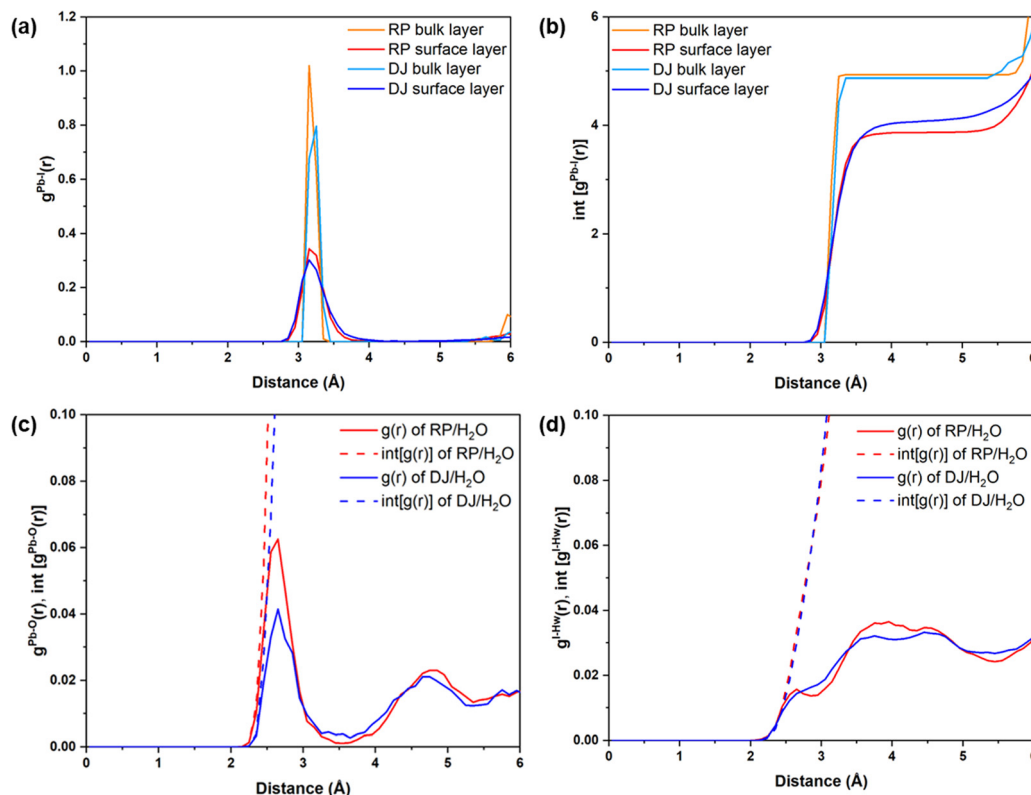 (a)
RP bulk layer
RP surface layer
DJ bulk layer
DJ surface layer
1.2
1.0
0.8
0.6
0.4
0.2
0.0
g^Pb-I(r)
0 1 2 3 4 5 6
Distance (Å)
(b)
RP bulk layer
RP surface layer
DJ bulk layer
DJ surface layer
6
4
2
0
int [g^Pb-I(r)]
0 1 2 3 4 5 6
Distance (Å)
(c)
g(r) of RP/H₂O
int[g(r)] of RP/H₂O
g(r) of DJ/H₂O
int[g(r)] of DJ/H₂O
0.10
0.08
0.06
0.04
0.02
0.00
g^Pb-O(r), int [g^Pb-O(r)]
0 1 2 3 4 5 6
Distance (Å)
(d)
g(r) of RP/H₂O
int[g(r)] of RP/H₂O
g(r) of DJ/H₂O
int[g(r)] of DJ/H₂O
0.10
0.08
0.06
0.04
0.02
0.00
g^I-Hw(r), int [g^I-Hw(r)]
0 1 2 3 4 5 6
Distance (Å)